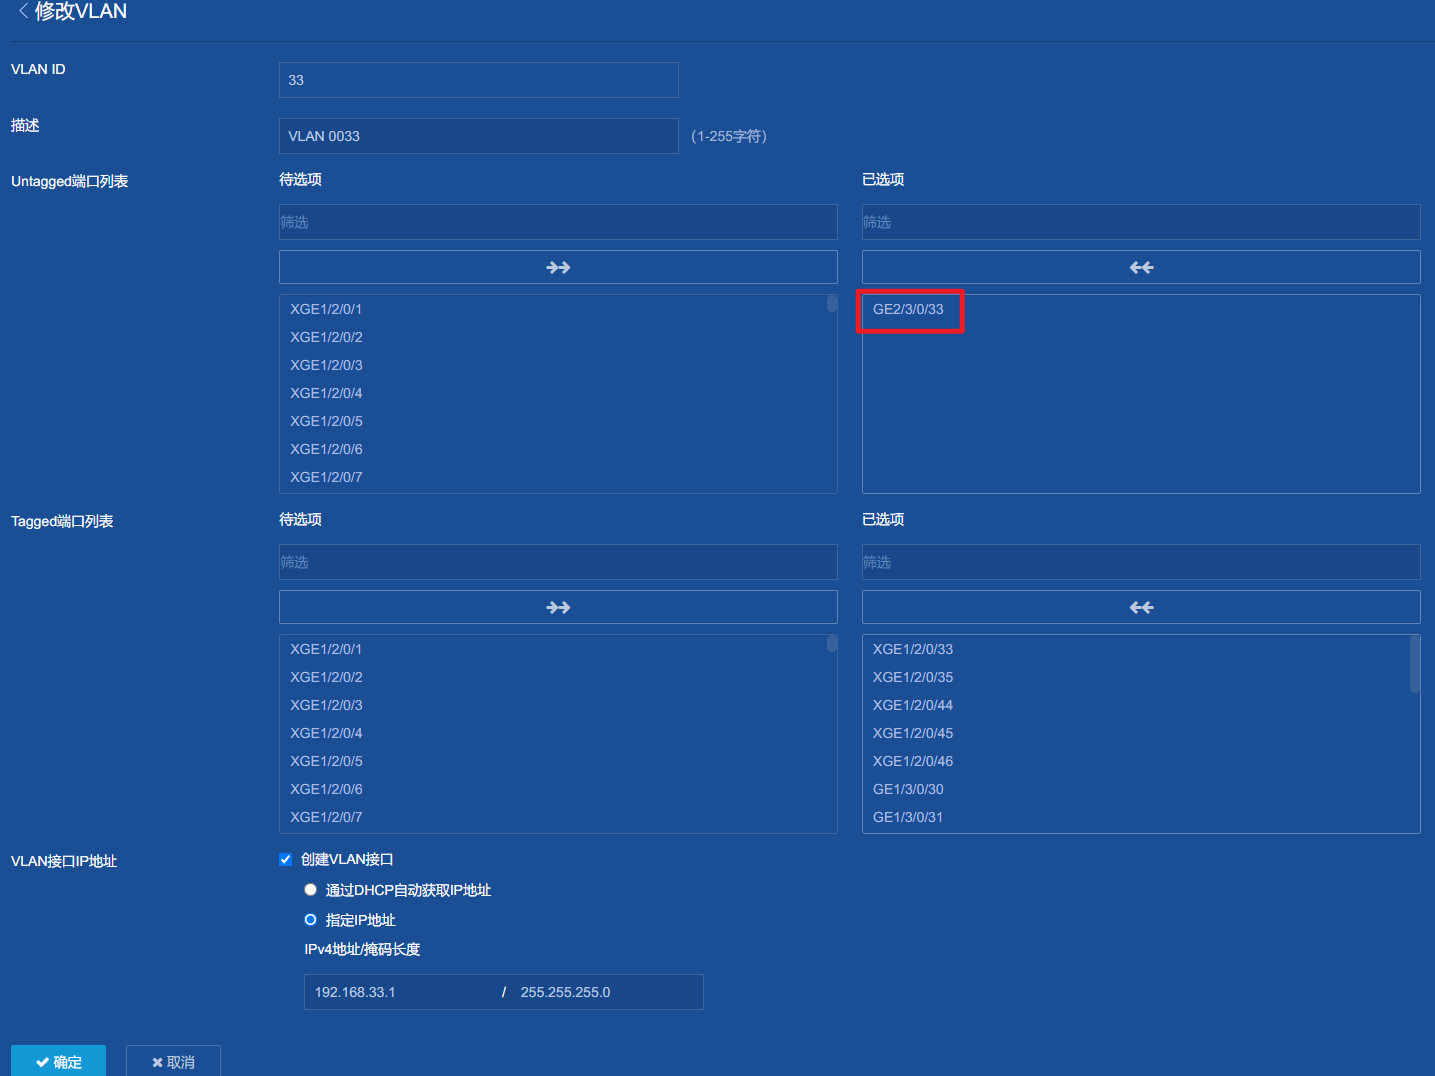 修改VLAN
VLAN ID
33
描述
VLAN 0033
(1-255字符)
Untagged端口列表
待选项
已选项
筛选
筛选
XGE1/2/0/1
XGE1/2/0/2
XGE1/2/0/3
XGE1/2/0/4
XGE1/2/0/5
XGE1/2/0/6
XGE1/2/0/7
GE2/3/0/33
Tagged端口列表
待选项
已选项
筛选
筛选
XGE1/2/0/1
XGE1/2/0/2
XGE1/2/0/3
XGE1/2/0/4
XGE1/2/0/5
XGE1/2/0/6
XGE1/2/0/7
XGE1/2/0/33
XGE1/2/0/35
XGE1/2/0/44
XGE1/2/0/45
XGE1/2/0/46
GE1/3/0/30
GE1/3/0/31
VLAN接口IP地址
创建VLAN接口
通过DHCP自动获取IP地址
指定IP地址
IPv4地址/掩码长度
192.168.33.1 / 255.255.255.0
确定
取消